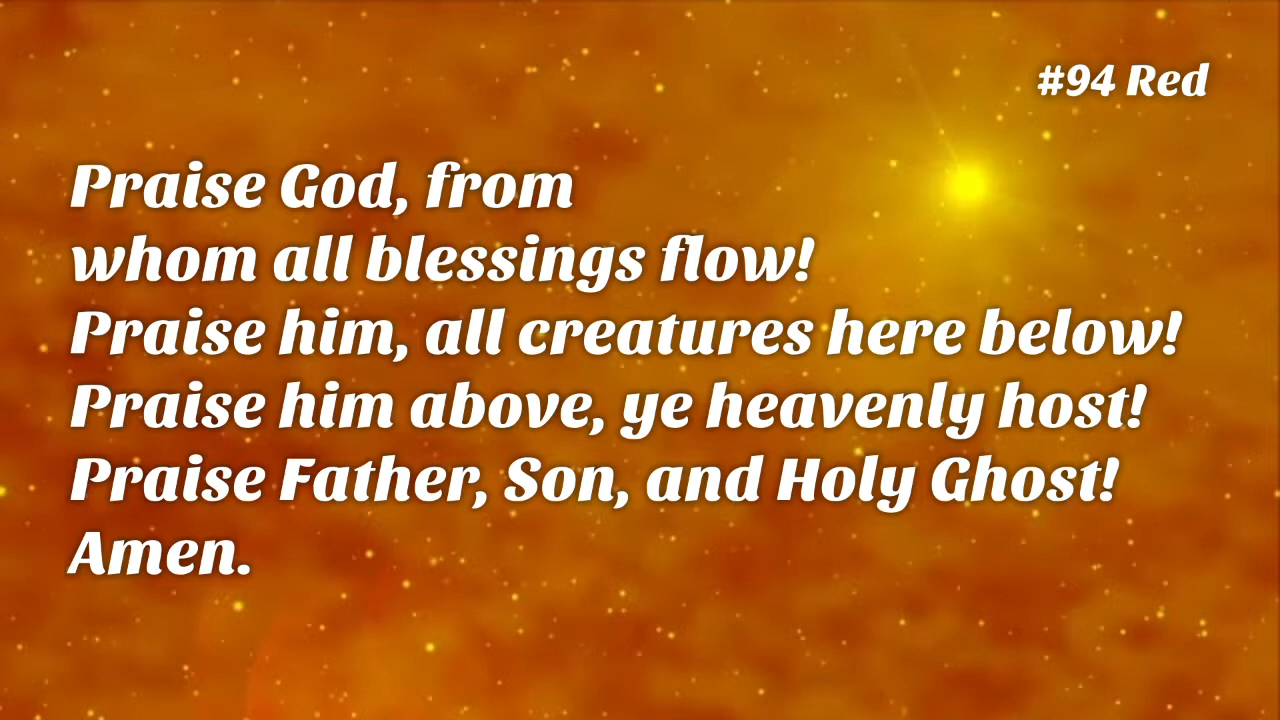 #94 Red
Praise God, from
whom all blessings flow!
Praise him, all creatures here below!
Praise him above, ye heavenly host!
Praise Father, Son, and Holy Ghost!
Amen.